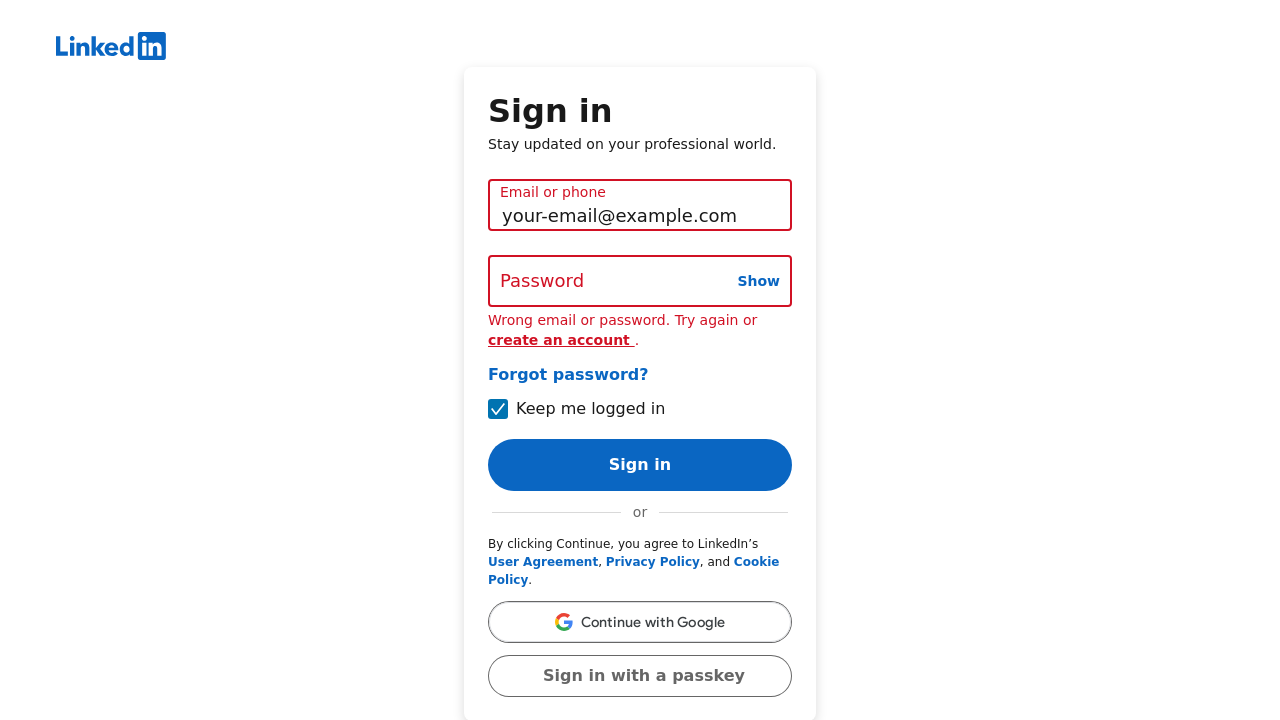 Linked in
Sign in
Stay updated on your professional world.
Email or phone
your-email@example.com
Password
Show
Wrong email or password. Try again or
create an account .
Forgot password?
Keep me logged in
Sign in
or
By clicking Continue, you agree to LinkedIn’s
User Agreement, Privacy Policy, and Cookie
Policy.
Continue with Google
Sign in with a passkey